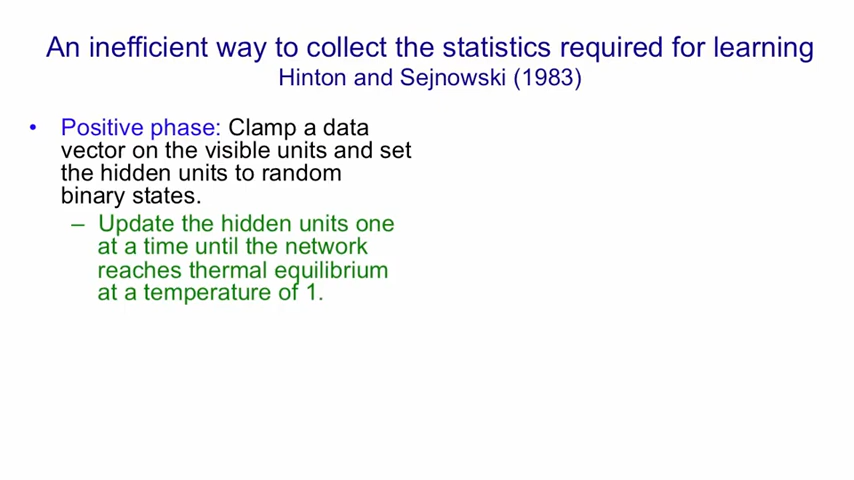 An inefficient way to collect the statistics required for learning
Hinton and Sejnowski (1983)
• Positive phase: Clamp a data
vector on the visible units and set
the hidden units to random
binary states.
– Update the hidden units one
at a time until the network
reaches thermal equilibrium
at a temperature of 1.